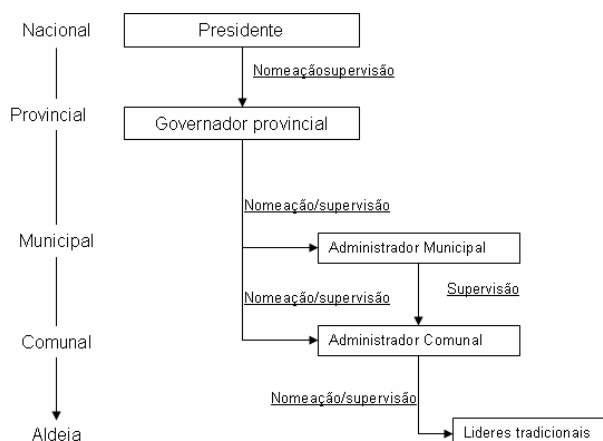 Nacional
Presidente
Nomeaçãosupervisão
Provincial
Governador provincial
Nomeação/supervisão
Municipal
Administrador Municipal
Nomeação/supervisão
Supervisão
Comunal
Administrador Comunal
Nomeação/supervisão
Aldeia
Lideres tradicionais